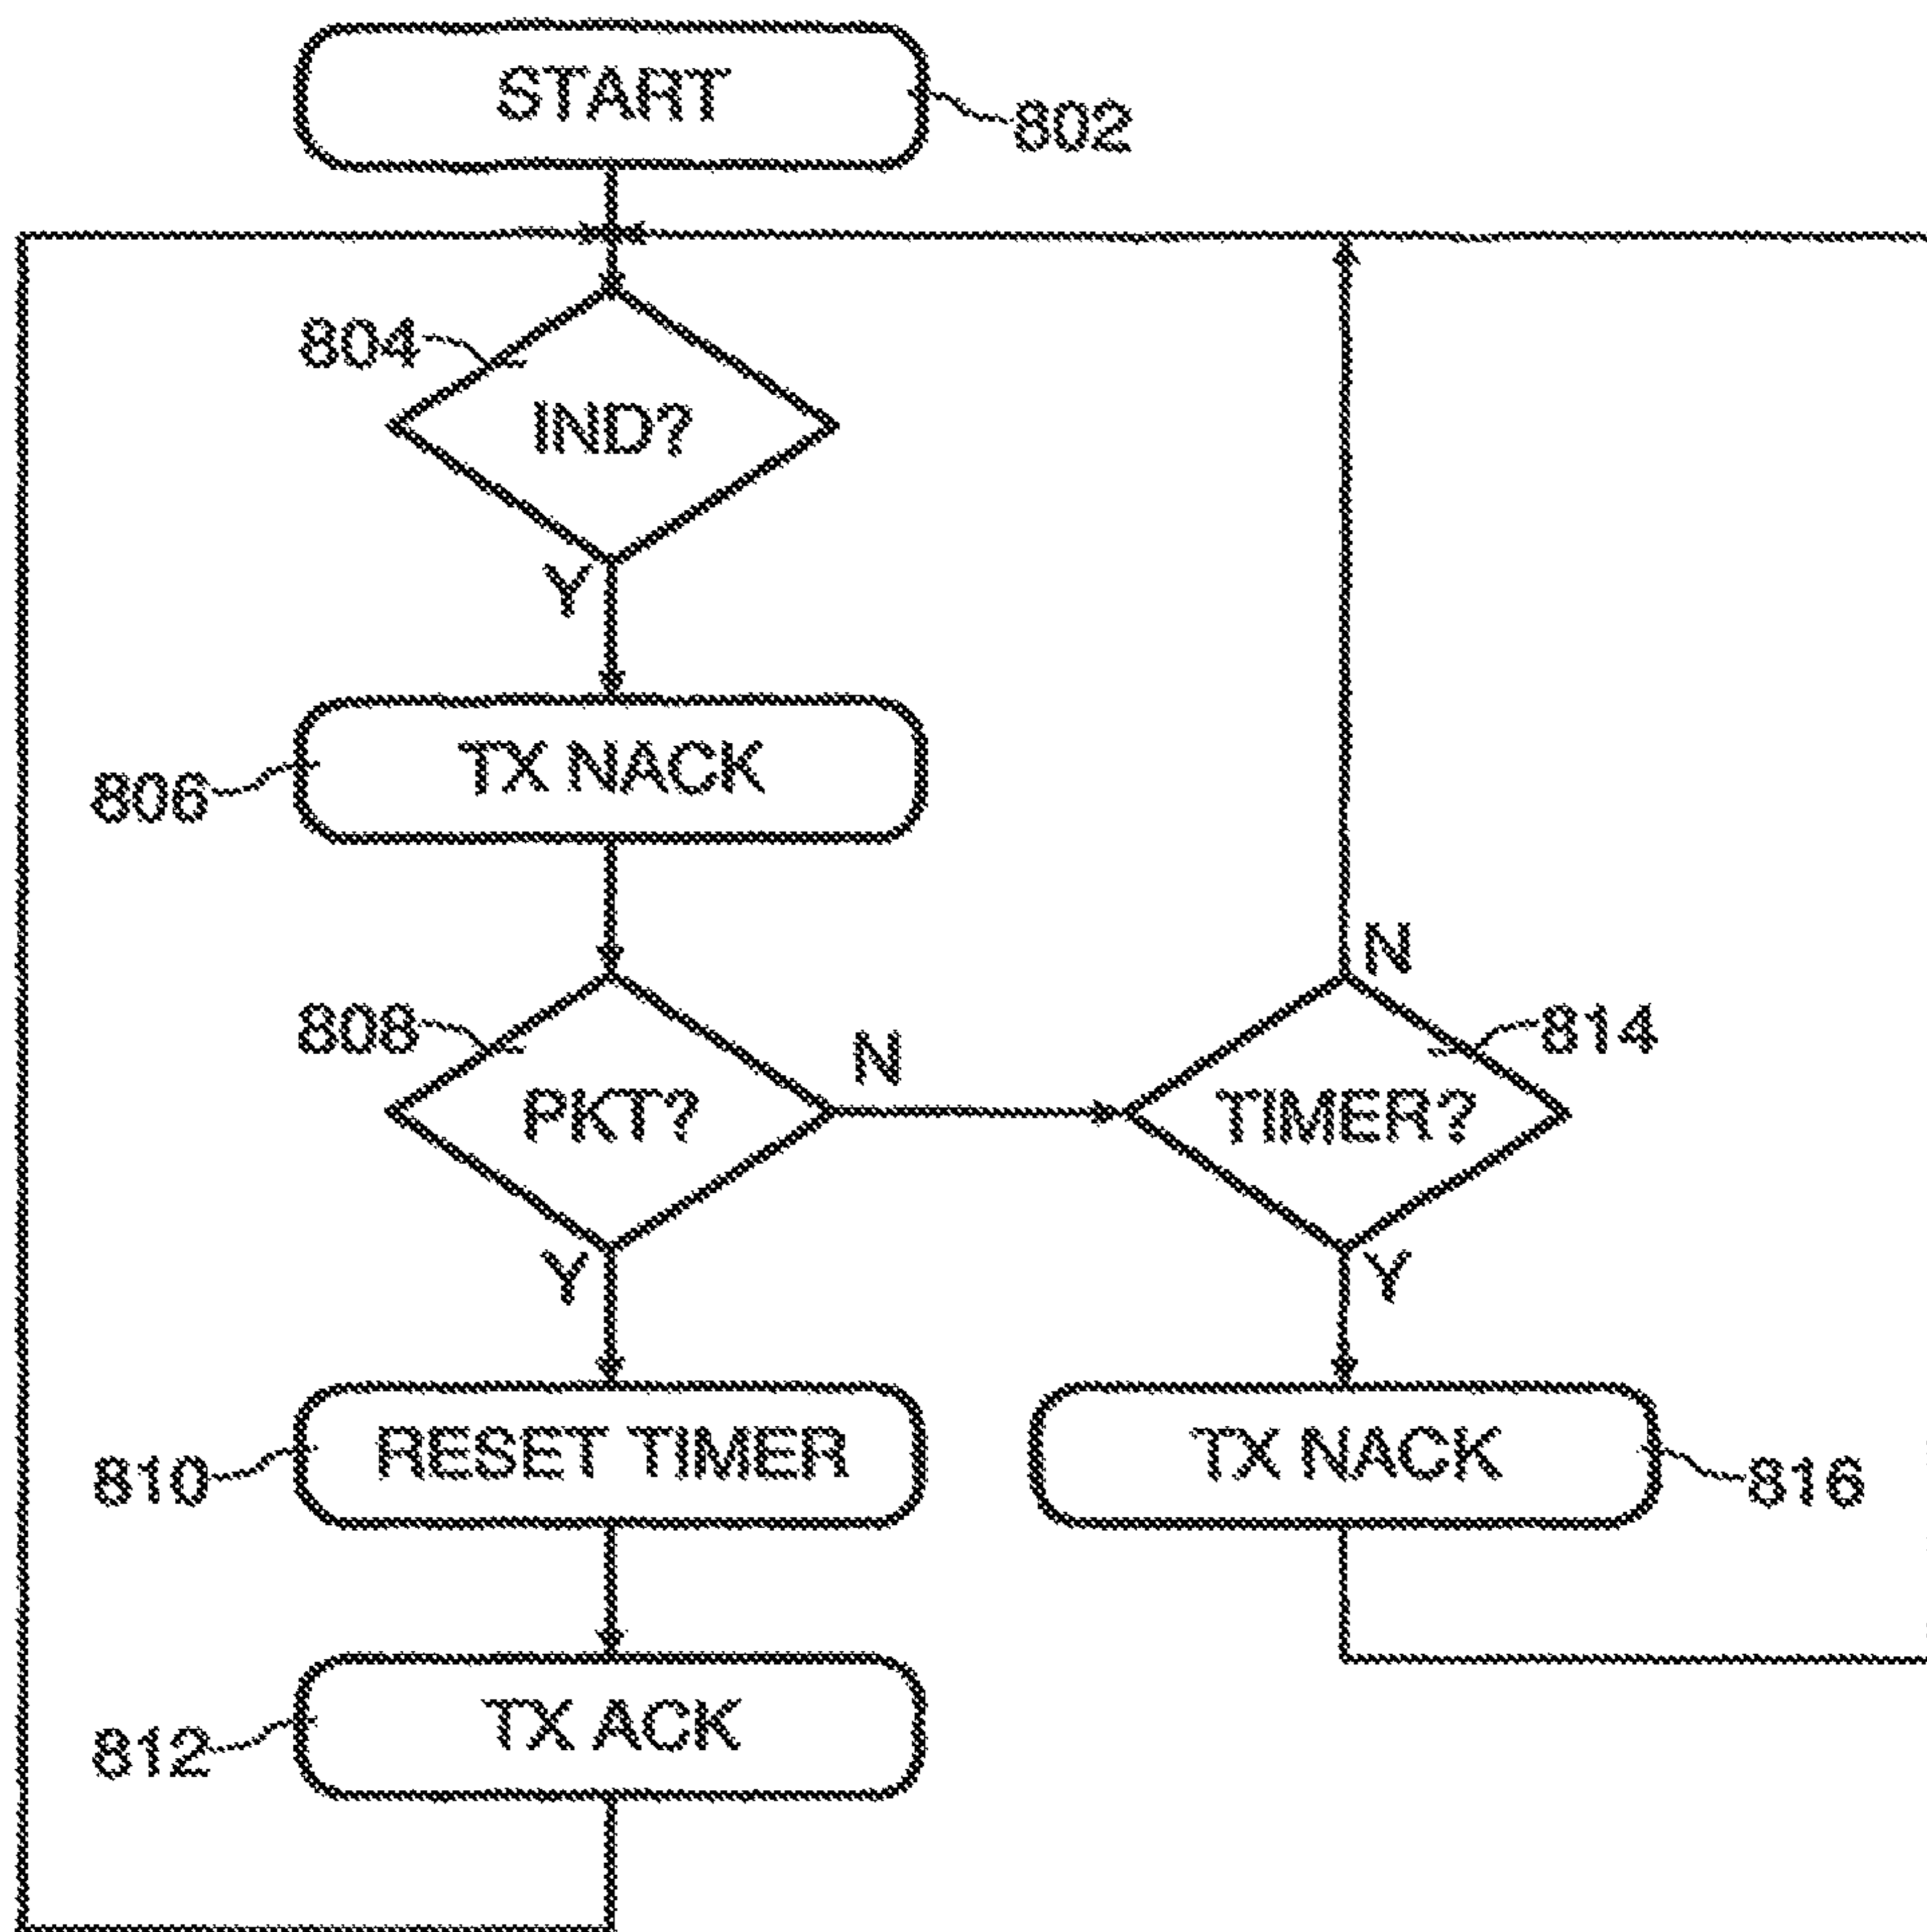 START
802
804
IND?
Y
806
TX NACK
808
PKT?
N
N
TIMER?
814
Y
Y
810
RESET TIMER
TX NACK
816
812
TX ACK